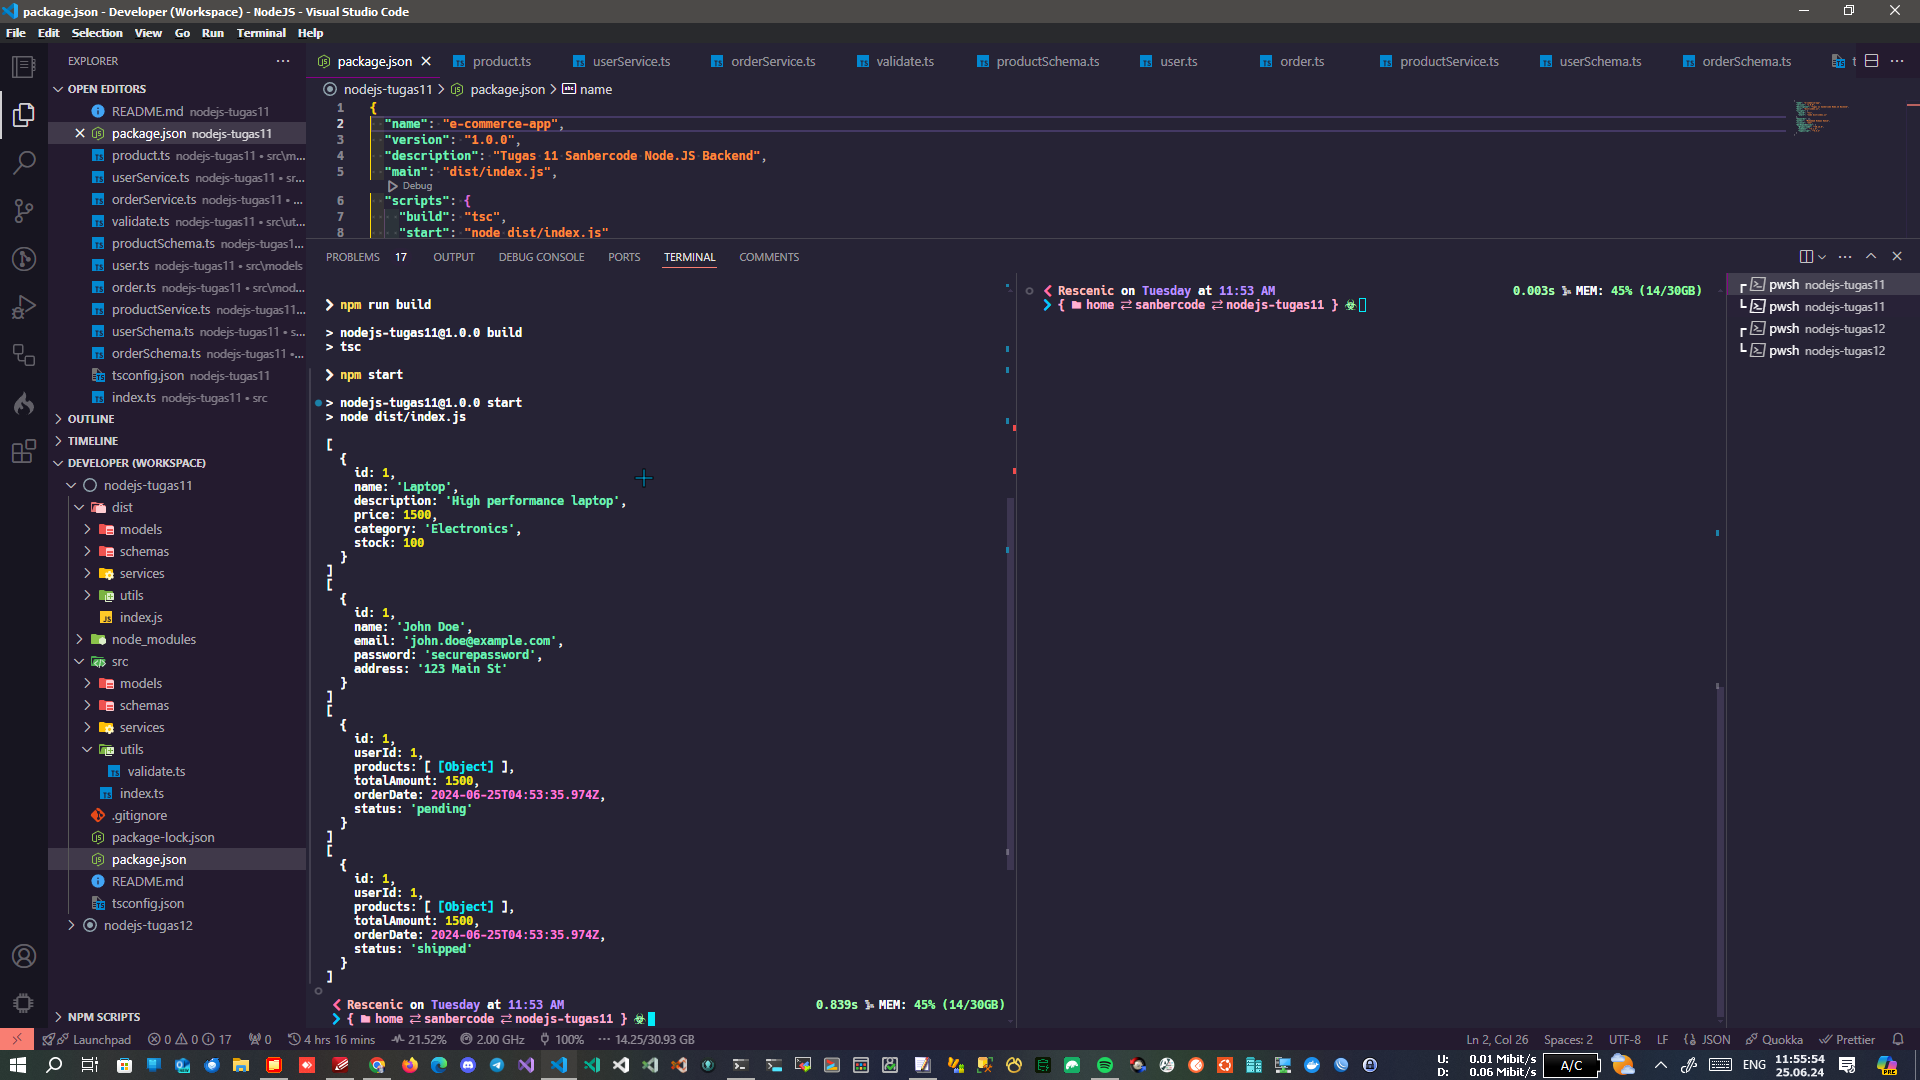 package.json - Developer (Workspace) - NodeJS - Visual Studio Code
File Edit Selection View Go Run Terminal Help
EXPLORER
OPEN EDITORS
README.md nodejs-tugas11
package.json nodejs-tugas11
product.ts nodejs-tugas11 • src\m...
userService.ts nodejs-tugas11 • sr...
orderService.ts nodejs-tugas11 • ...
validate.ts nodejs-tugas11 • src\ut...
productSchema.ts nodejs-tugas1...
user.ts nodejs-tugas11 • src\models
order.ts nodejs-tugas11 • src\mod...
productService.ts nodejs-tugas11...
userSchema.ts nodejs-tugas11 • s...
orderSchema.ts nodejs-tugas11 •...
tsconfig.json nodejs-tugas11
index.ts nodejs-tugas11 • src
OUTLINE
TIMELINE
DEVELOPER (WORKSPACE)
nodejs-tugas11
dist
models
schemas
services
utils
index.js
node_modules
src
models
schemas
services
utils
validate.ts
index.ts
.gitignore
package-lock.json
package.json
README.md
tsconfig.json
nodejs-tugas12
NPM SCRIPTS
package.json product.ts userService.ts orderService.ts validate.ts productSchema.ts user.ts order.ts productService.ts userSchema.ts orderSchema.ts
nodejs-tugas11 > package.json > name
1 {
2 "name": "e-commerce-app",
3 "version": "1.0.0",
4 "description": "Tugas 11 Sanbercode Node.JS Backend",
5 "main": "dist/index.js",
Debug
6 "scripts": {
7 "build": "tsc",
8 "start": "node dist/index.js"
PROBLEMS 17 OUTPUT DEBUG CONSOLE PORTS TERMINAL COMMENTS
❯ npm run build
> nodejs-tugas11@1.0.0 build
> tsc
❯ npm start
> nodejs-tugas11@1.0.0 start
> node dist/index.js
[
{
id: 1,
name: 'Laptop',
description: 'High performance laptop',
price: 1500,
category: 'Electronics',
stock: 100
}
]
[
{
id: 1,
name: 'John Doe',
email: 'john.doe@example.com',
password: 'securepassword',
address: '123 Main St'
}
]
[
{
id: 1,
userId: 1,
products: [ [Object] ],
totalAmount: 1500,
orderDate: 2024-06-25T04:53:35.974Z,
status: 'pending'
}
]
[
{
id: 1,
userId: 1,
products: [ [Object] ],
totalAmount: 1500,
orderDate: 2024-06-25T04:53:35.974Z,
status: 'shipped'
}
]
Rescenic on Tuesday at 11:53 AM 0.839s MEM: 45% (14/30GB)
{ home ⇄ sanbercode ⇄ nodejs-tugas11 }
Rescenic on Tuesday at 11:53 AM 0.003s MEM: 45% (14/30GB)
{ home ⇄ sanbercode ⇄ nodejs-tugas11 }
pwsh nodejs-tugas11
pwsh nodejs-tugas11
pwsh nodejs-tugas12
pwsh nodejs-tugas12
Launchpad 0 0 17 0 4 hrs 16 mins 21.52% 2.00 GHz 100% 14.25/30.93 GB Ln 2, Col 26 Spaces: 2 UTF-8 LF JSON Quokka Prettier
U: 0.01 Mibit/s
D: 0.06 Mibit/s
A/C
ENG
11:55:54
25.06.24